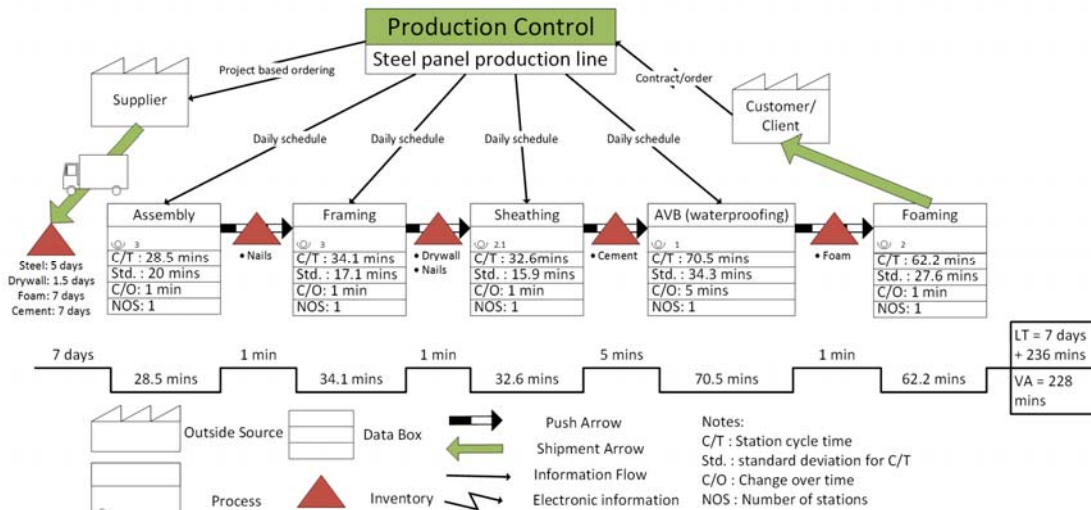 Production Control
Steel panel production line
Project based ordering
Contract/order
Supplier
Customer/
Client
Daily schedule
Daily schedule
Daily schedule
Daily schedule
Steel: 5 days
Drywall: 1.5 days
Foam: 7 days
Cement: 7 days
Assembly
3
C/T : 28.5 mins
Std. : 20 mins
C/O: 1 min
NOS: 1
• Nails
Framing
3
C/T : 34.1 mins
Std. : 17.1 mins
C/O: 1 min
NOS: 1
• Drywall
• Nails
Sheathing
2.1
C/T : 32.6mins
Std. : 15.9 mins
C/O: 1 min
NOS: 1
• Cement
AVB (waterproofing)
1
C/T : 70.5 mins
Std. : 34.3 mins
C/O: 5 mins
NOS: 1
• Foam
Foaming
2
C/T : 62.2 mins
Std. : 27.6 mins
C/O: 1 min
NOS: 1
7 days
1 min
1 min
5 mins
1 min
28.5 mins
34.1 mins
32.6 mins
70.5 mins
62.2 mins
LT = 7 days
+ 236 mins
VA = 228
mins
Outside Source
Data Box
Push Arrow
Shipment Arrow
Process
Inventory
Information Flow
Electronic information
Notes:
C/T : Station cycle time
Std. : standard deviation for C/T
C/O : Change over time
NOS : Number of stations